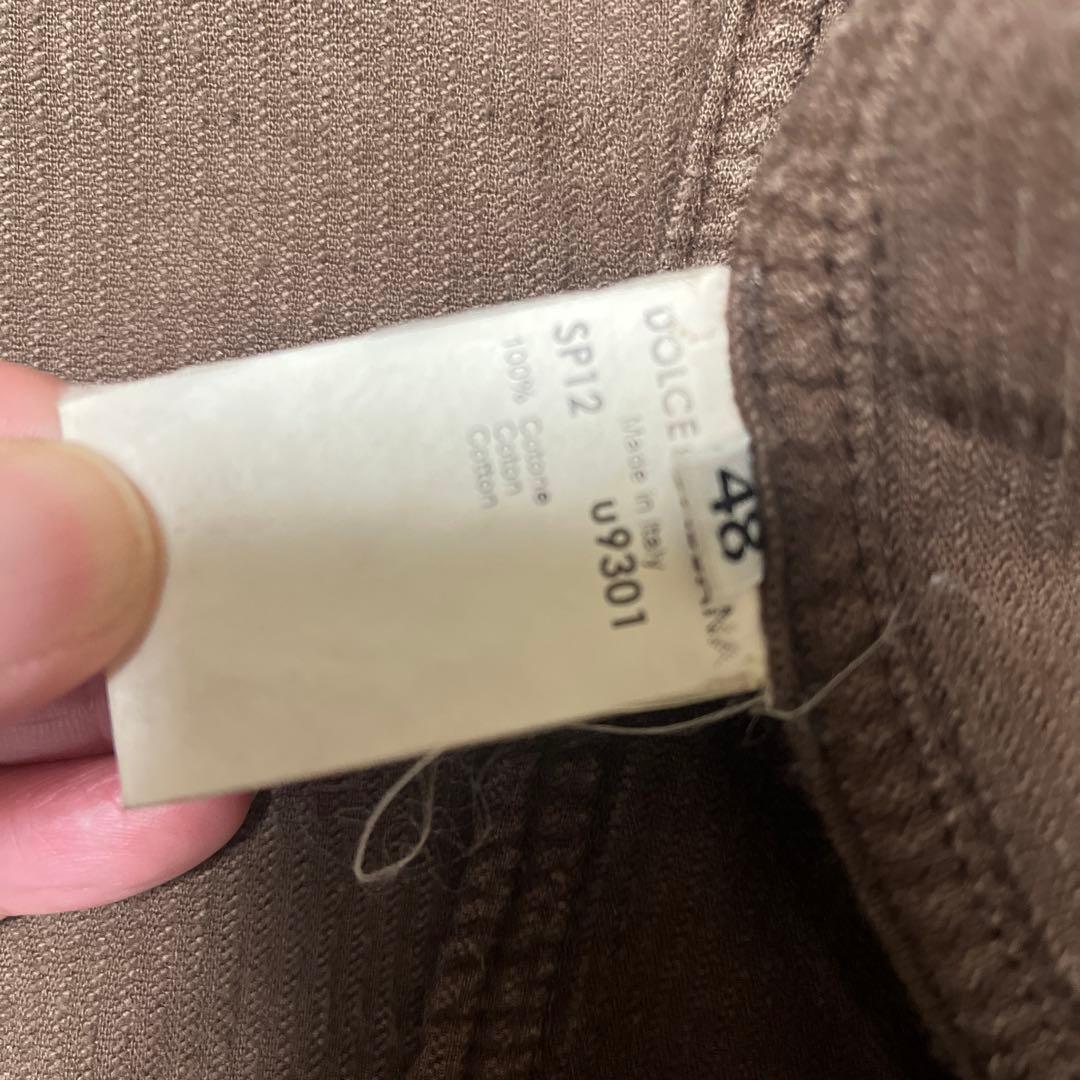 DOLCE NA
48
Made in Italy
SP12 U9301
100% Cotone
Coton
Cotton